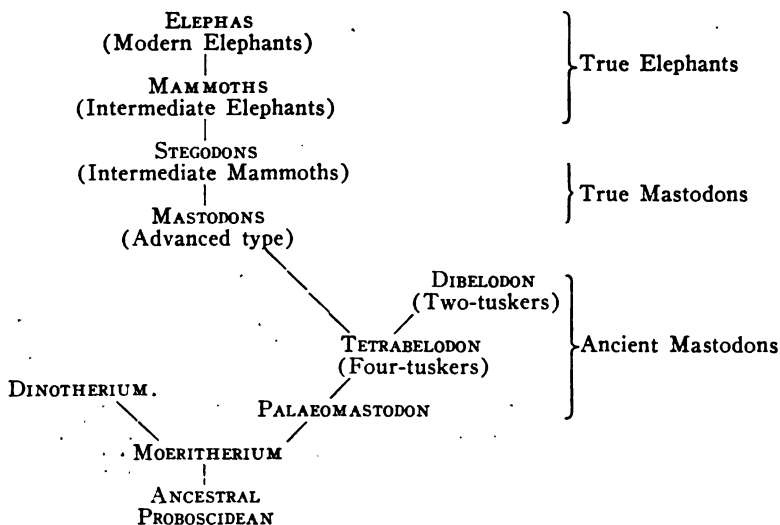 ELEPHAS
(Modern Elephants)
MAMMOTHS
(Intermediate Elephants)
True Elephants
STEGODONS
(Intermediate Mammoths)
MASTODONS
(Advanced type)
True Mastodons
DIBELODON
(Two-tuskers)
TETRABELODON
(Four-tuskers)
Ancient Mastodons
DINOTHERIUM.
PALAEOMASTODON
MOERITHERIUM
ANCESTRAL
PROBOSCIDEAN